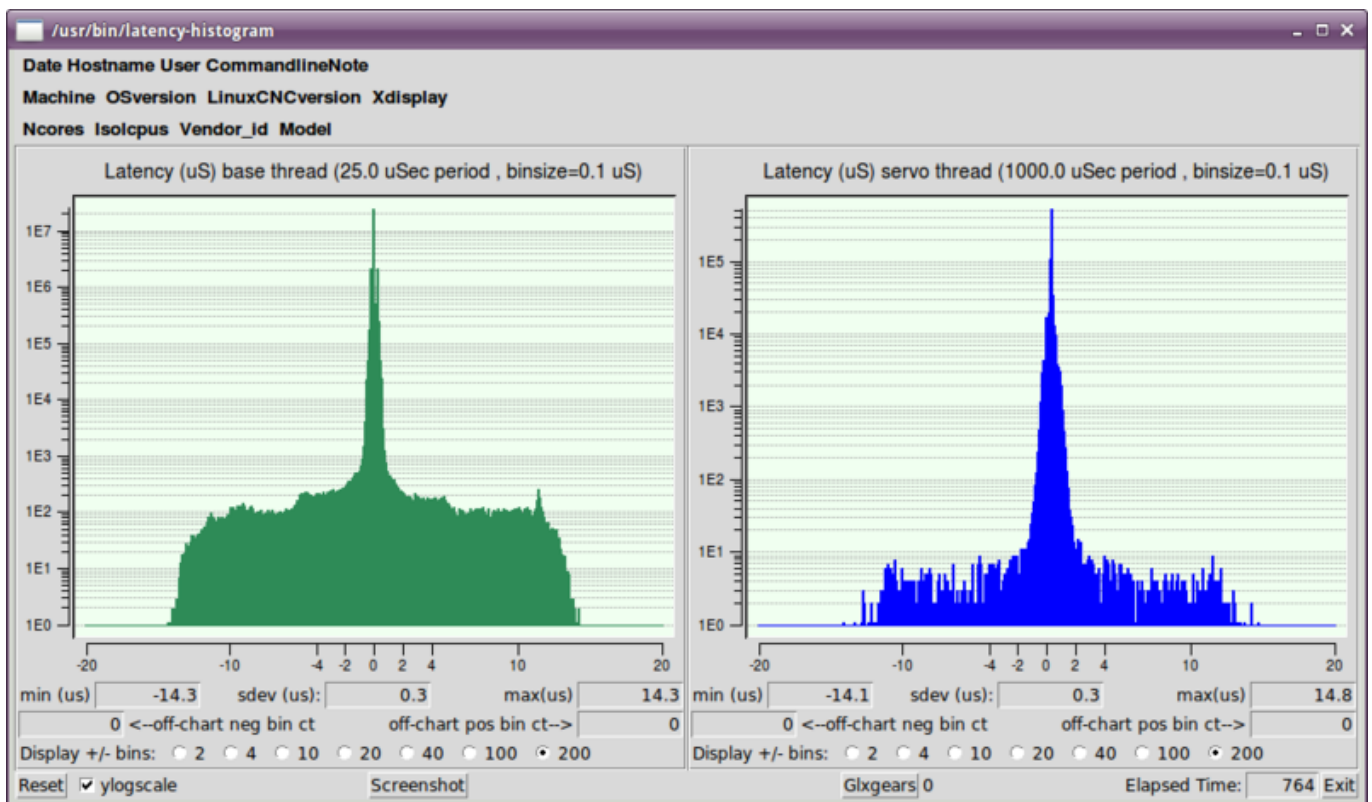 /usr/bin/latency-histogram
Date Hostname User CommandlineNote
Machine OSversion LinuxCNCversion Xdisplay
Ncores Isolcpus Vendor_id Model
Latency (uS) base thread (25.0 uSec period , binsize=0.1 uS)
1E7
1E6
1E5
1E4
1E3
1E2
1E1
1E0
-20 -10 -4 -2 0 2 4 10 20
min (us) -14.3 sdev (us): 0.3 max(us) 14.3
0 <--off-chart neg bin ct off-chart pos bin ct--> 0
Display +/- bins: 2 4 10 20 40 100 200
Latency (uS) servo thread (1000.0 uSec period , binsize=0.1 uS)
1E5
1E4
1E3
1E2
1E1
1E0
-20 -10 -4 -2 0 2 4 10 20
min (us) -14.1 sdev (us): 0.3 max(us) 14.8
0 <--off-chart neg bin ct off-chart pos bin ct--> 0
Display +/- bins: 2 4 10 20 40 100 200
Reset ylogscale Screenshot Glxgears 0 Elapsed Time: 764 Exit